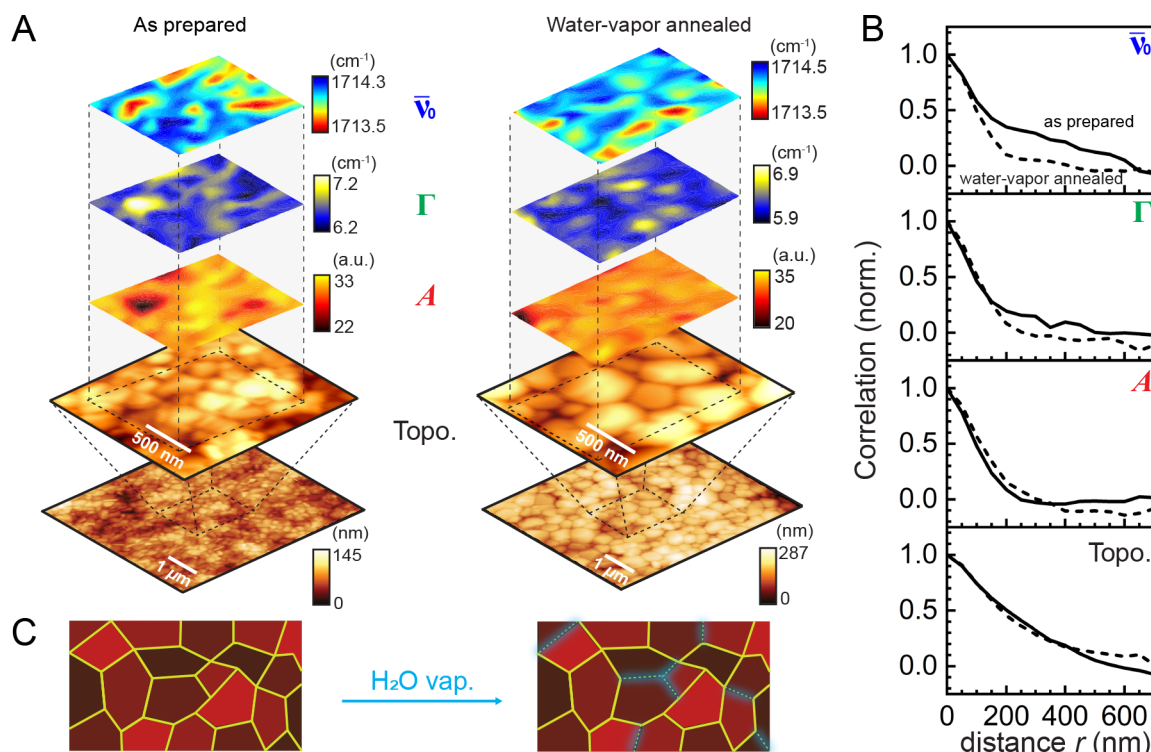 A
As prepared
Water-vapor annealed
B
(cm⁻¹)
1714.3
1713.5
ν̄₀
(cm⁻¹)
1714.5
1713.5
(cm⁻¹)
7.2
6.2
Γ
(cm⁻¹)
6.9
5.9
(a.u.)
33
22
A
(a.u.)
35
20
500 nm
Topo.
500 nm
1 µm
(nm)
145
0
1 µm
(nm)
287
0
C
H₂O vap.
Correlation (norm.)
1.0
0.5
0.0
ν̄₀
as prepared
water-vapor annealed
1.0
0.5
0.0
Γ
1.0
0.5
0.0
A
1.0
0.5
0.0
Topo.
0 200 400 600
distance r (nm)